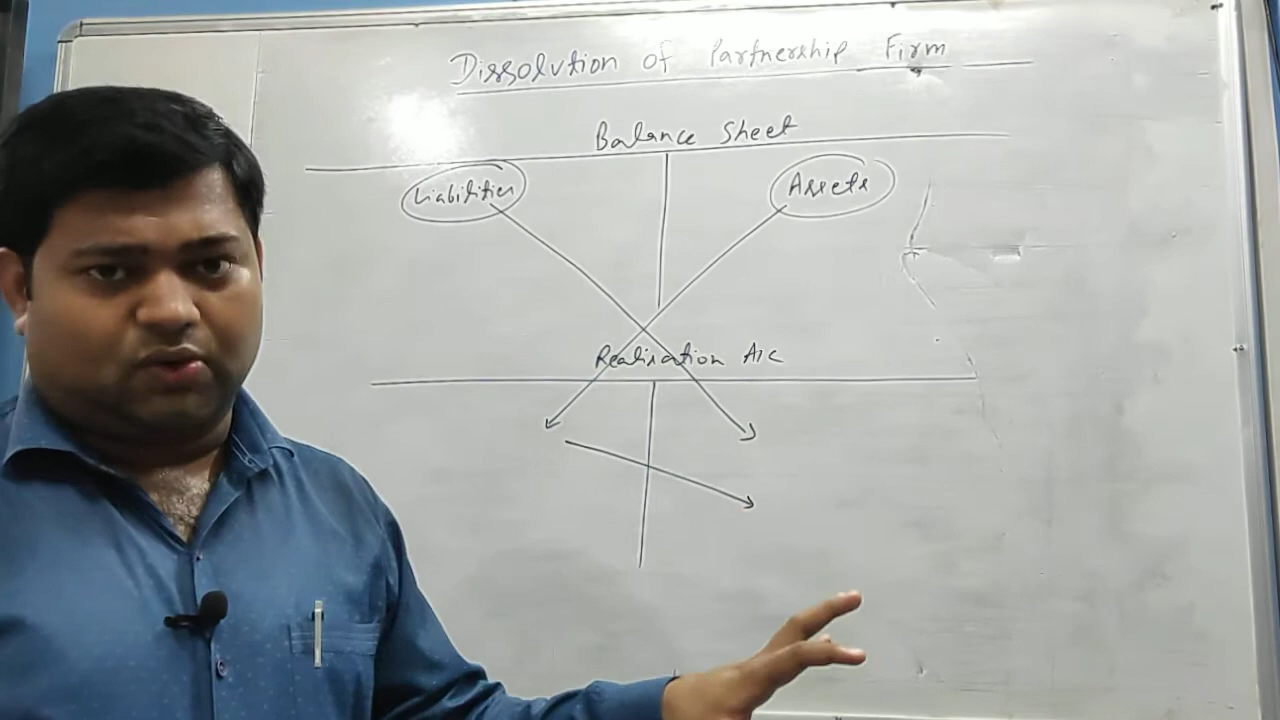 Dissolution of Partnership Firm
Balance Sheet
Liabilities Assets
Realisation A/c